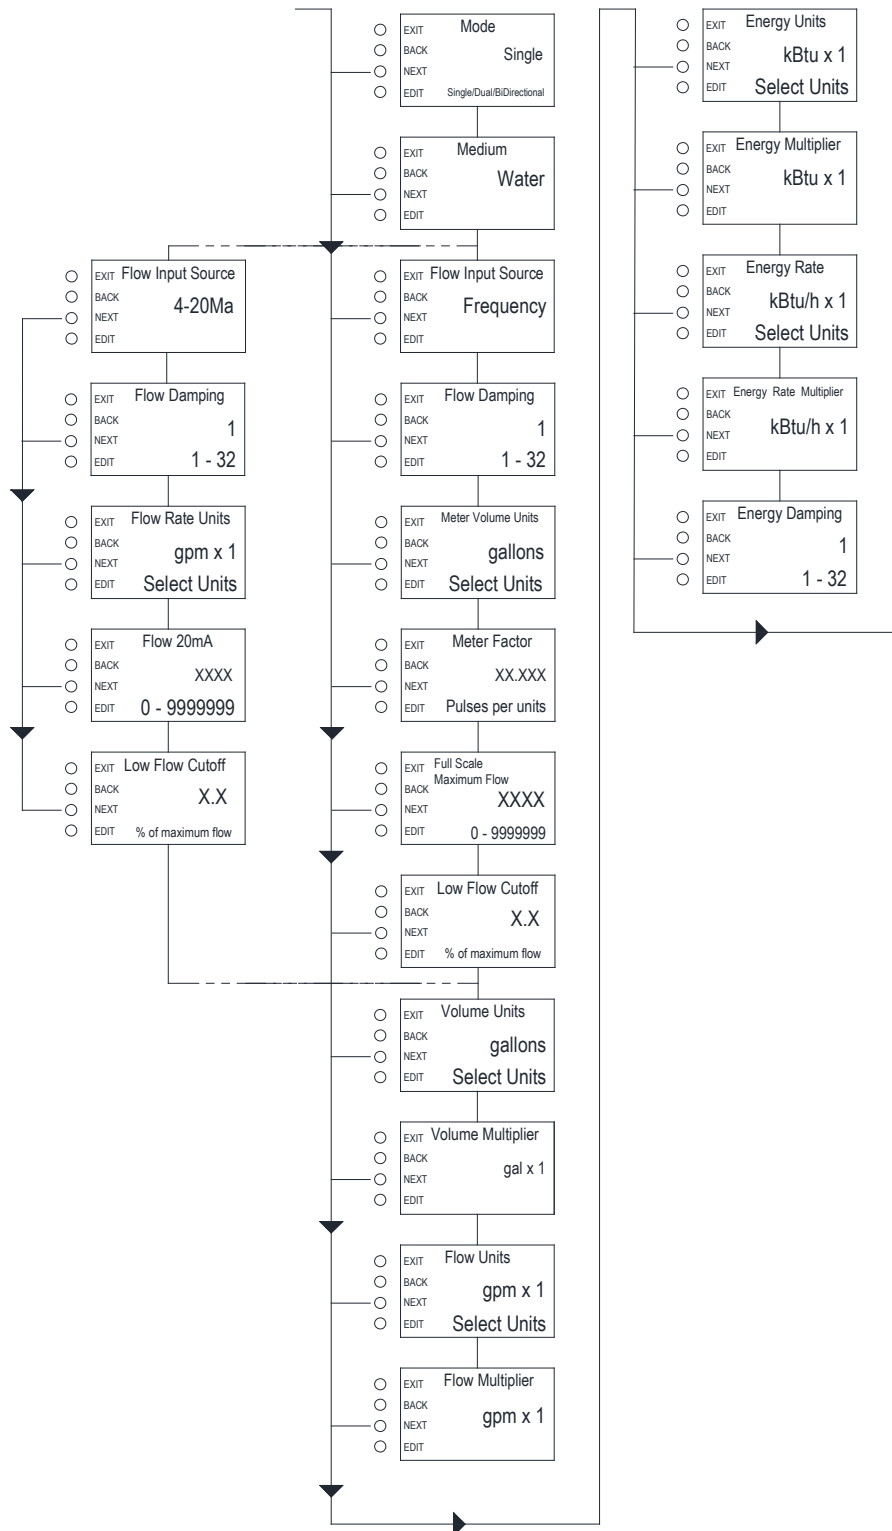 EXIT Mode
BACK Single
NEXT
EDIT Single/Dual/BiDirectional
EXIT Medium
BACK Water
NEXT
EDIT
EXIT Flow Input Source
BACK 4-20Ma
NEXT
EDIT
EXIT Flow Damping
BACK
NEXT 1
EDIT 1 - 32
EXIT Flow Rate Units
BACK gpm x 1
NEXT
EDIT Select Units
EXIT Flow 20mA
BACK XXXX
NEXT
EDIT 0 - 9999999
EXIT Low Flow Cutoff
BACK X.X
NEXT
EDIT % of maximum flow
EXIT Flow Input Source
BACK Frequency
NEXT
EDIT
EXIT Flow Damping
BACK
NEXT 1
EDIT 1 - 32
EXIT Meter Volume Units
BACK gallons
NEXT
EDIT Select Units
EXIT Meter Factor
BACK XX.XXX
NEXT
EDIT Pulses per units
EXIT Full Scale
Maximum Flow
BACK XXXX
NEXT
EDIT 0 - 9999999
EXIT Low Flow Cutoff
BACK X.X
NEXT
EDIT % of maximum flow
EXIT Volume Units
BACK gallons
NEXT
EDIT Select Units
EXIT Volume Multiplier
BACK gal x 1
NEXT
EDIT
EXIT Flow Units
BACK gpm x 1
NEXT
EDIT Select Units
EXIT Flow Multiplier
BACK gpm x 1
NEXT
EDIT
EXIT Energy Units
BACK kBtu x 1
NEXT
EDIT Select Units
EXIT Energy Multiplier
BACK kBtu x 1
NEXT
EDIT
EXIT Energy Rate
BACK kBtu/h x 1
NEXT
EDIT Select Units
EXIT Energy Rate Multiplier
BACK kBtu/h x 1
NEXT
EDIT
EXIT Energy Damping
BACK 1
NEXT
EDIT 1 - 32